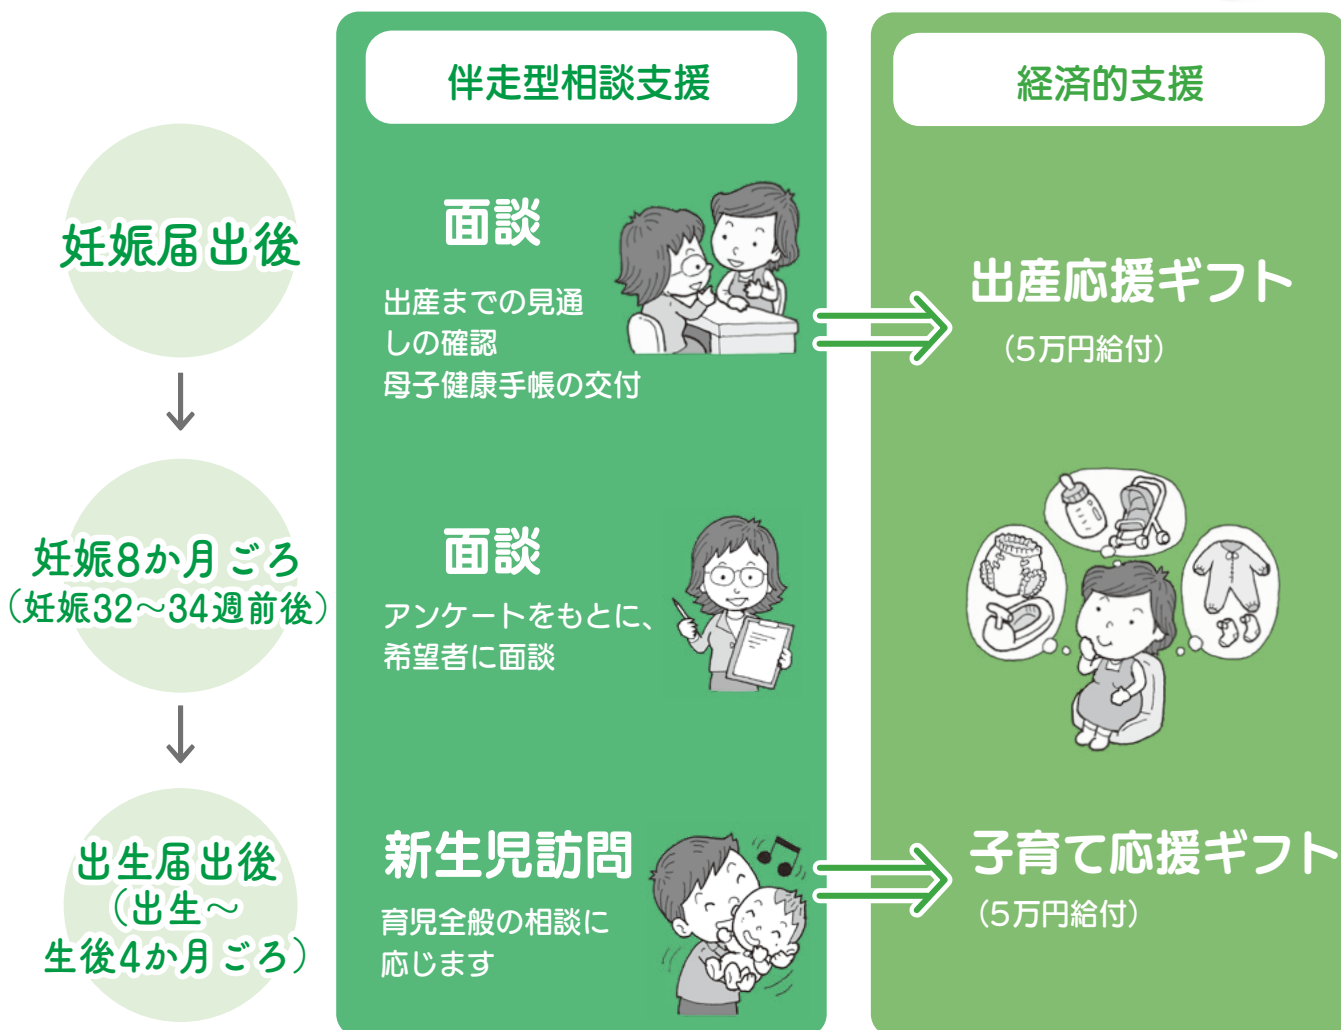 伴走型相談支援
経済的支援
妊娠届出後
面談
出産までの見通
しの確認
母子健康手帳の交付
出産応援ギフト
（5万円給付）
妊娠8か月ごろ
（妊娠32～34週前後）
面談
アンケートをもとに、
希望者に面談
出生届出後
（出生～
生後4か月ごろ）
新生児訪問
育児全般の相談に
応じます
子育て応援ギフト
（5万円給付）